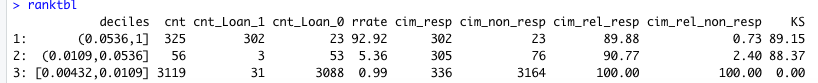 > ranktbl
deciles cnt cnt_Loan_1 cnt_Loan_0 rrate cim_resp cim_non_resp cim_rel_resp cim_rel_non_resp KS
1: (0.0536,1] 325 302 23 92.92 302 23 89.88 0.73 89.15
2: (0.0109,0.0536] 56 3 53 5.36 305 76 90.77 2.40 88.37
3: [0.00432,0.0109] 3119 31 3088 0.99 336 3164 100.00 100.00 0.00